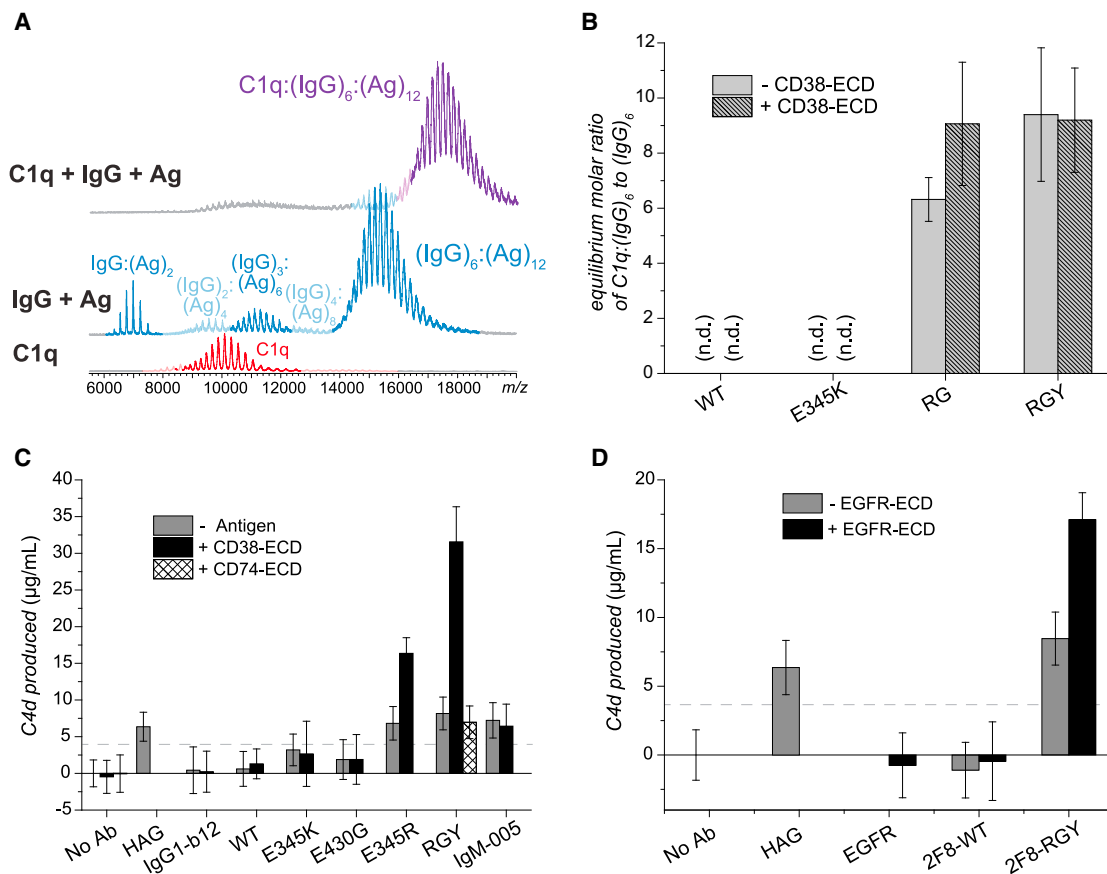 A
C1q:(IgG)6:(Ag)12
C1q + IgG + Ag
(IgG)6:(Ag)12
IgG:(Ag)2
(IgG)2:
(Ag)4
(IgG)3:
(Ag)6
(IgG)4:
(Ag)8
IgG + Ag
C1q
C1q
6000 8000 10000 12000 14000 16000 18000 m/z
B
equilibrium molar ratio
of C1q:(IgG)6 to (IgG)6
12
10
8
6
4
2
0
- CD38-ECD
+ CD38-ECD
(n.d.) (n.d.) (n.d.) (n.d.)
WT E345K RG RGY
C
C4d produced (µg/mL)
40
35
30
25
20
15
10
5
0
-5
- Antigen
+ CD38-ECD
+ CD74-ECD
No Ab HAG IgG1-b12 WT E345K E430G E345R RGY IgM-005
D
C4d produced (µg/mL)
20
15
10
5
0
- EGFR-ECD
+ EGFR-ECD
No Ab HAG EGFR 2F8-WT 2F8-RGY